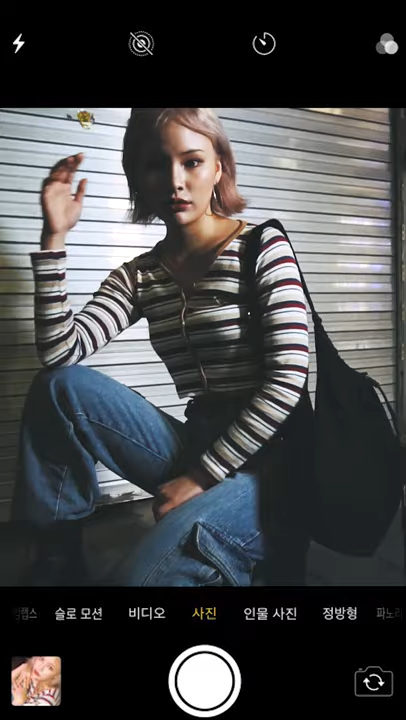 슬로 모션 비디오 사진 인물 사진 정방형